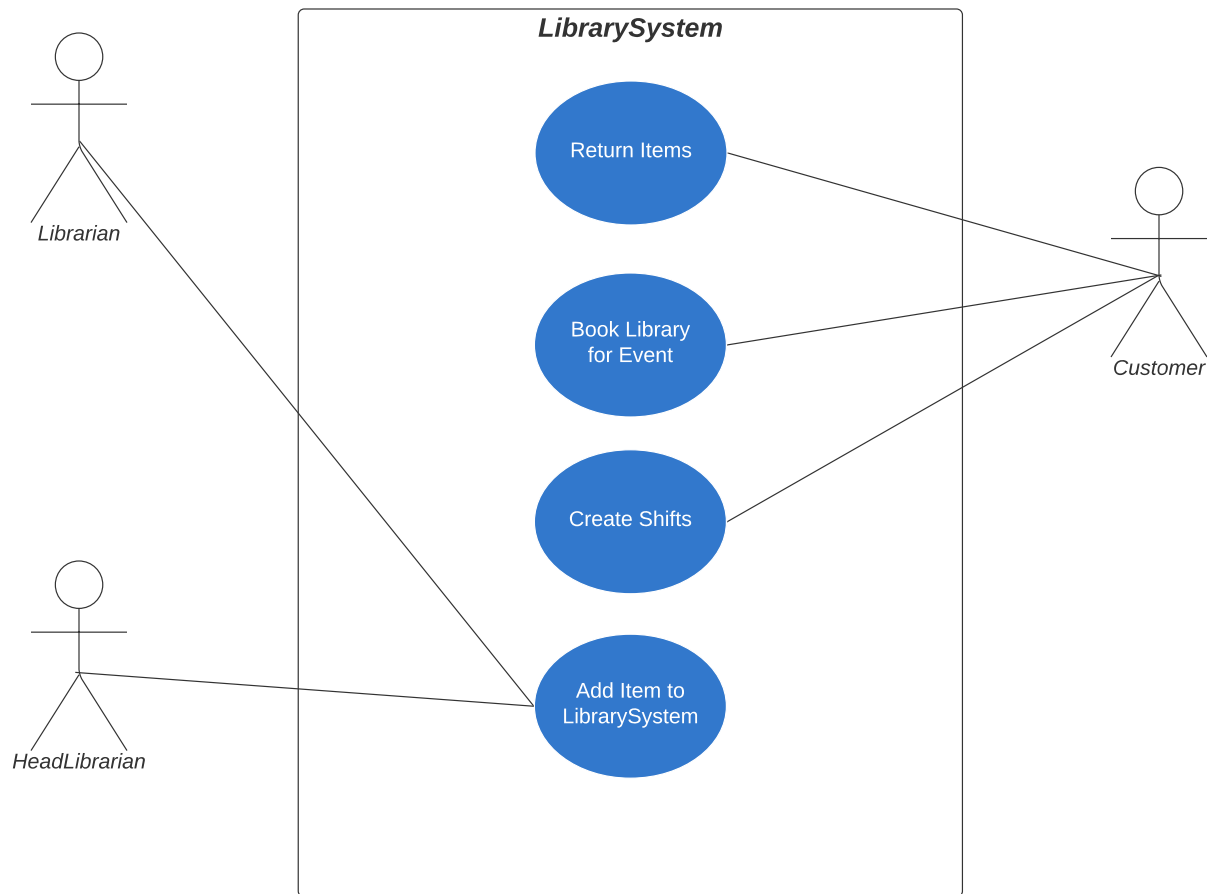 LibrarySystem
Return Items
Librarian
Book Library
for Event
Customer
Create Shifts
Add Item to
LibrarySystem
HeadLibrarian